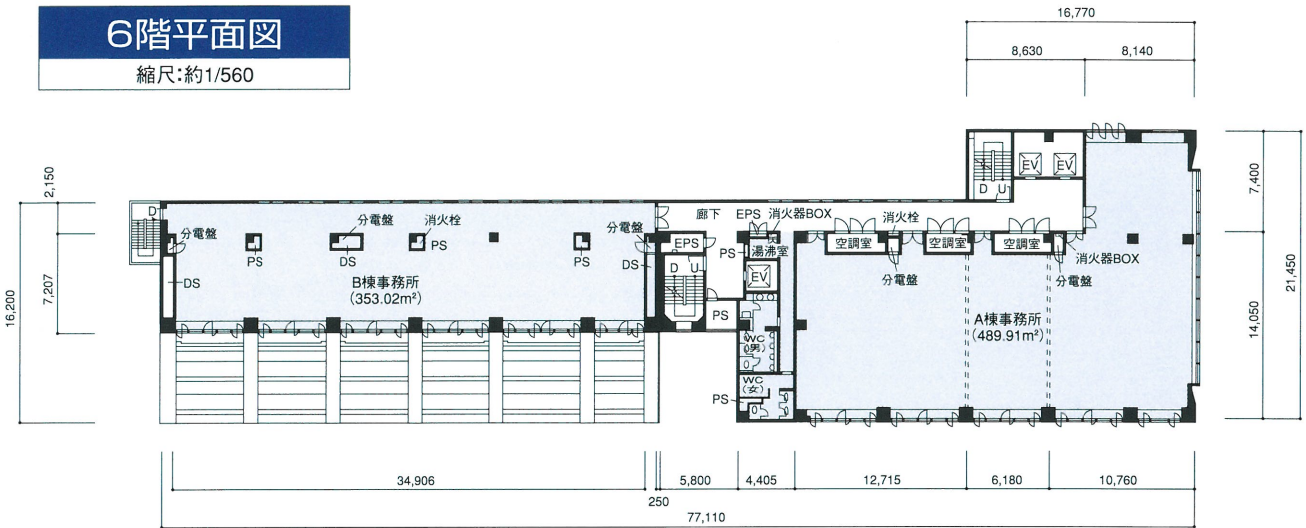 6階平面図
縮尺:約1/560
16,770
8,630
8,140
2,150
7,207
16,200
7,400
14,050
21,450
D
分電盤
分電盤
消火栓
PS
DS
PS
PS
分電盤
DS
DS
B棟事務所
(353.02m²)
廊下
EPS
消火器BOX
EPS
PS
湯沸室
D
U
EV
PS
WC
(男)
WC
(女)
PS
消火栓
空調室
空調室
空調室
分電盤
分電盤
消火器BOX
D
U
EV
EV
A棟事務所
(489.91m²)
34,906
250
5,800
4,405
12,715
6,180
10,760
77,110